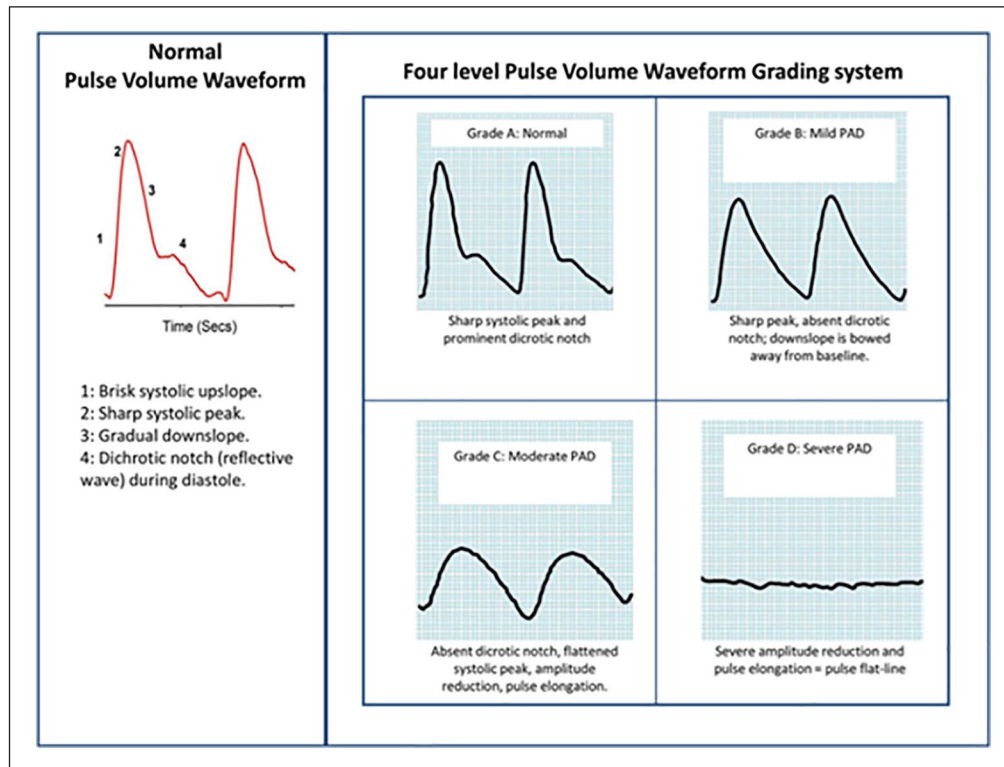 Normal
Pulse Volume Waveform
1
2
3
4
Time (Secs)
1: Brisk systolic upslope.
2: Sharp systolic peak.
3: Gradual downslope.
4: Dichrotic notch (reflective
wave) during diastole.
Four level Pulse Volume Waveform Grading system
Grade A: Normal
Sharp systolic peak and
prominent dicrotic notch
Grade B: Mild PAD
Sharp peak, absent dicrotic
notch; downslope is bowed
away from baseline.
Grade C: Moderate PAD
Absent dicrotic notch, flattened
systolic peak, amplitude
reduction, pulse elongation.
Grade D: Severe PAD
Severe amplitude reduction and
pulse elongation = pulse flat-line